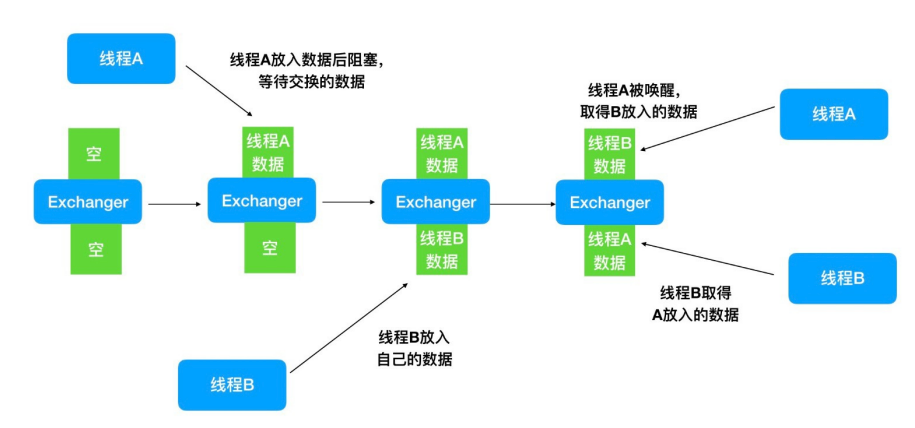 线程A
线程A放入数据后阻塞，
等待交换的数据
线程A被唤醒，
取得B放入的数据
线程A
空
Exchanger
空
线程A
数据
Exchanger
空
线程A
数据
Exchanger
线程B
数据
线程B
数据
Exchanger
线程A
数据
线程B
线程B取得
A放入的数据
线程B放入
自己的数据
线程B